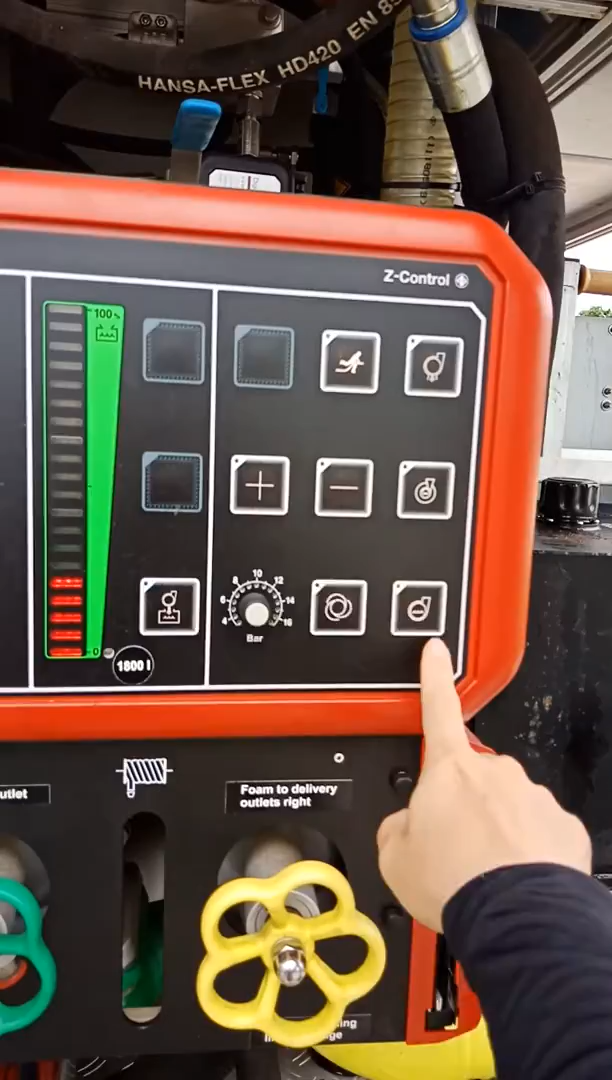 HANSA-FLEX HD420 EN 85
Z-Control
100 %
0
1800 l
4 6 8 10 12 14 16
Bar
utlet
Foam to delivery
outlets right